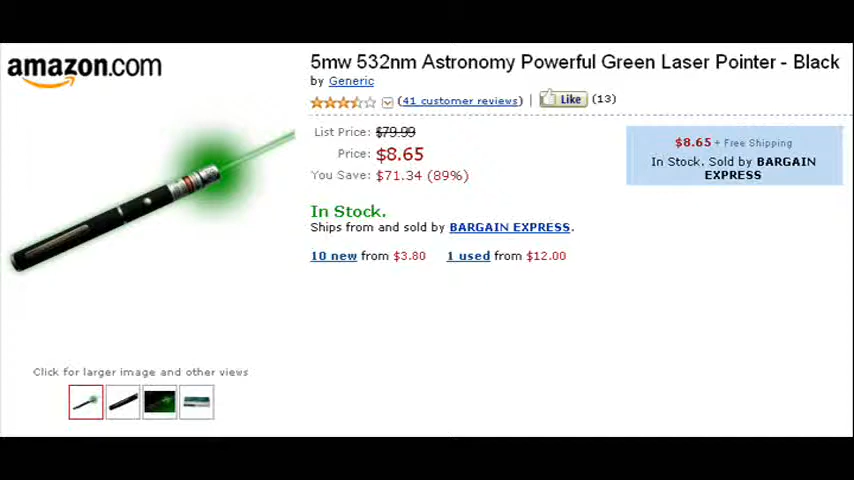 amazon.com
5mw 532nm Astronomy Powerful Green Laser Pointer - Black
by Generic
(41 customer reviews) | Like (13)
List Price: $79.99
Price: $8.65
You Save: $71.34 (89%)
$8.65 + Free Shipping
In Stock. Sold by BARGAIN
EXPRESS
In Stock.
Ships from and sold by BARGAIN EXPRESS.
10 new from $3.80 1 used from $12.00
Click for larger image and other views